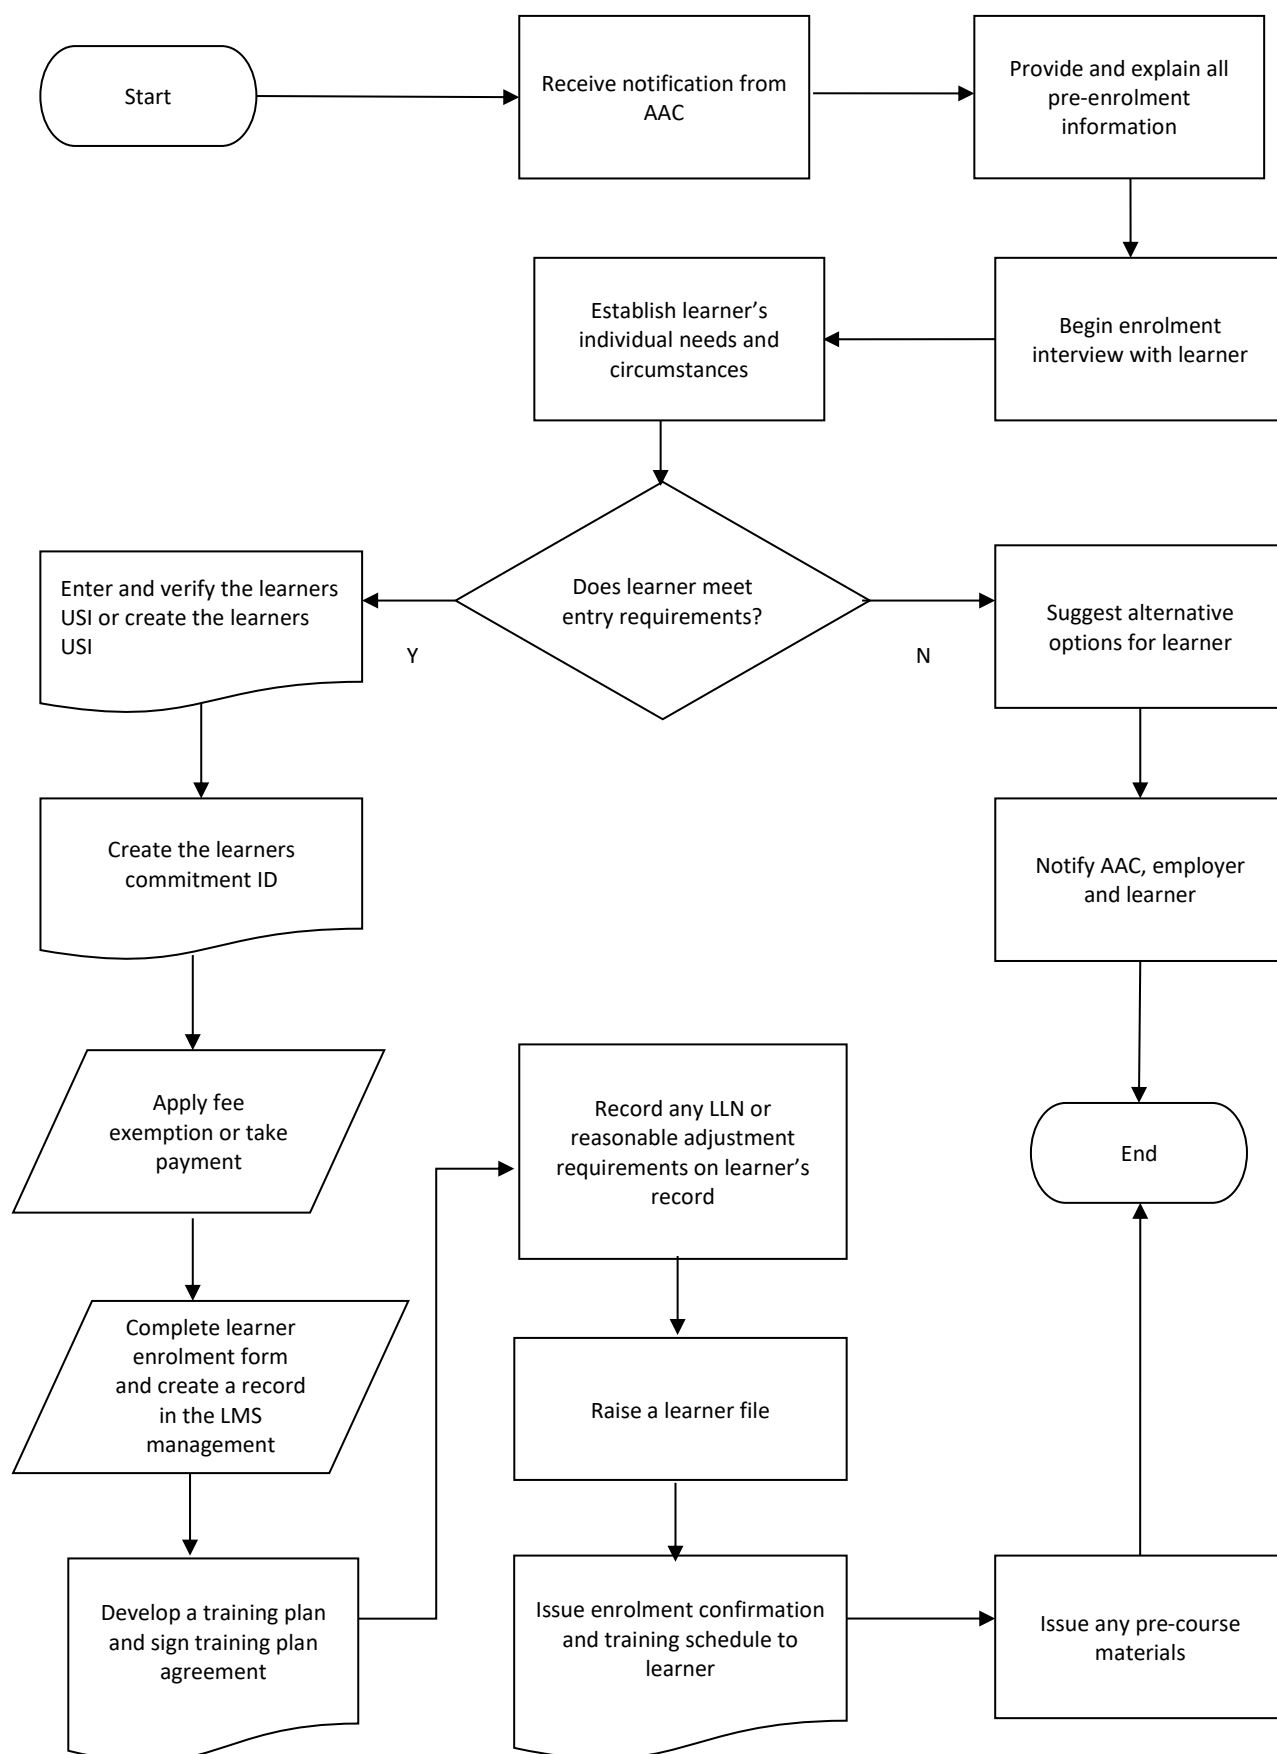 Start
Receive notification from
AAC
Provide and explain all
pre-enrolment
information
Establish learner’s
individual needs and
circumstances
Begin enrolment
interview with learner
Does learner meet
entry requirements?
Y
N
Enter and verify the learners
USI or create the learners
USI
Suggest alternative
options for learner
Create the learners
commitment ID
Notify AAC, employer
and learner
Apply fee
exemption or take
payment
Record any LLN or
reasonable adjustment
requirements on learner’s
record
End
Complete learner
enrolment form
and create a record
in the LMS
management
Raise a learner file
Develop a training plan
and sign training plan
agreement
Issue enrolment confirmation
and training schedule to
learner
Issue any pre-course
materials